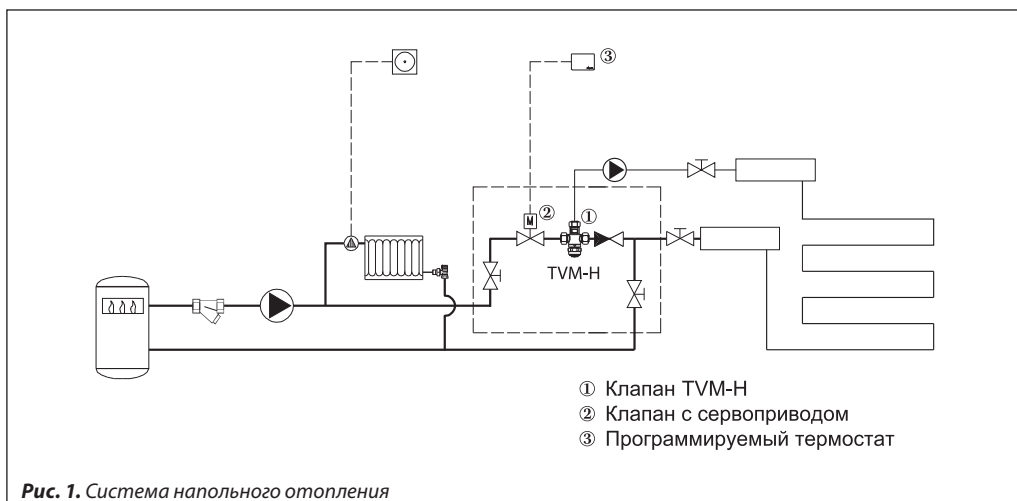 ③
②
M
①
TVM-H
① Клапан TVM-H
② Клапан с сервоприводом
③ Программируемый термостат
Рис. 1. Система напольного отопления